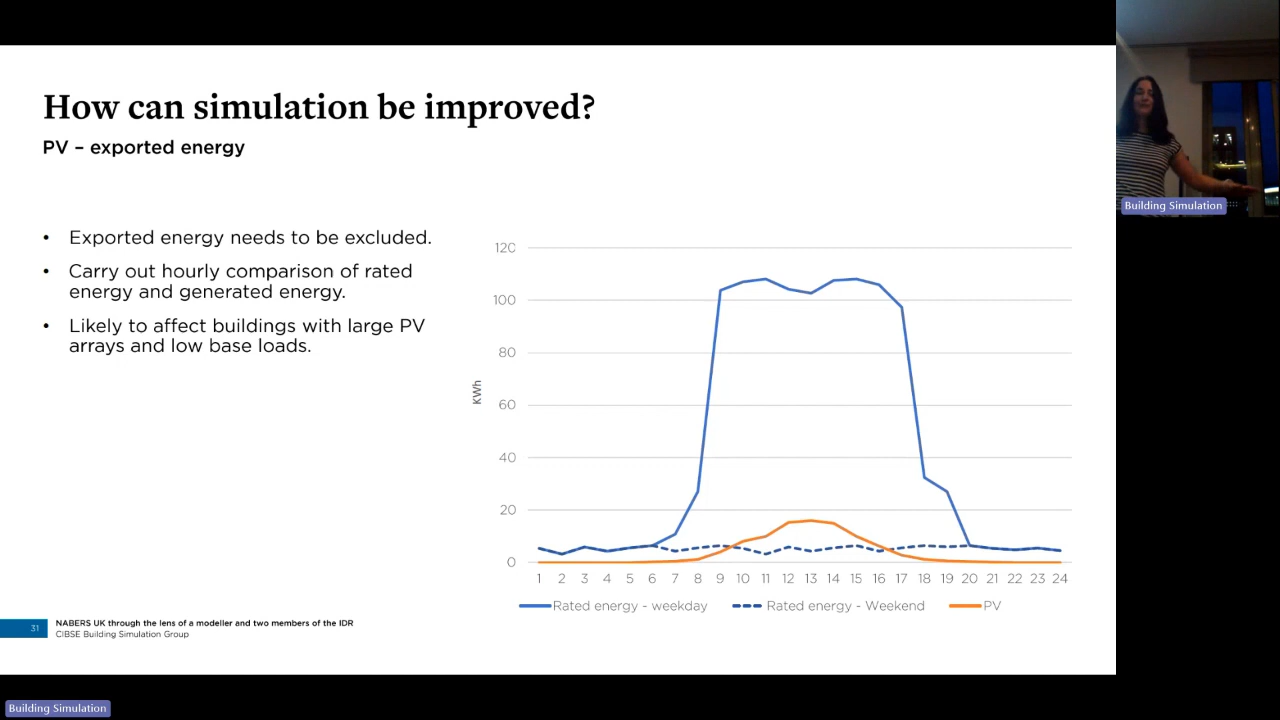 How can simulation be improved?
PV – exported energy
• Exported energy needs to be excluded.
• Carry out hourly comparison of rated
energy and generated energy.
• Likely to affect buildings with large PV
arrays and low base loads.
120
100
80
60
40
20
0
KWh
1 2 3 4 5 6 7 8 9 10 11 12 13 14 15 16 17 18 19 20 21 22 23 24
Rated energy - weekday Rated energy - Weekend PV
31
NABERS UK through the lens of a modeller and two members of the IDR
CIBSE Building Simulation Group
Building Simulation
Building Simulation